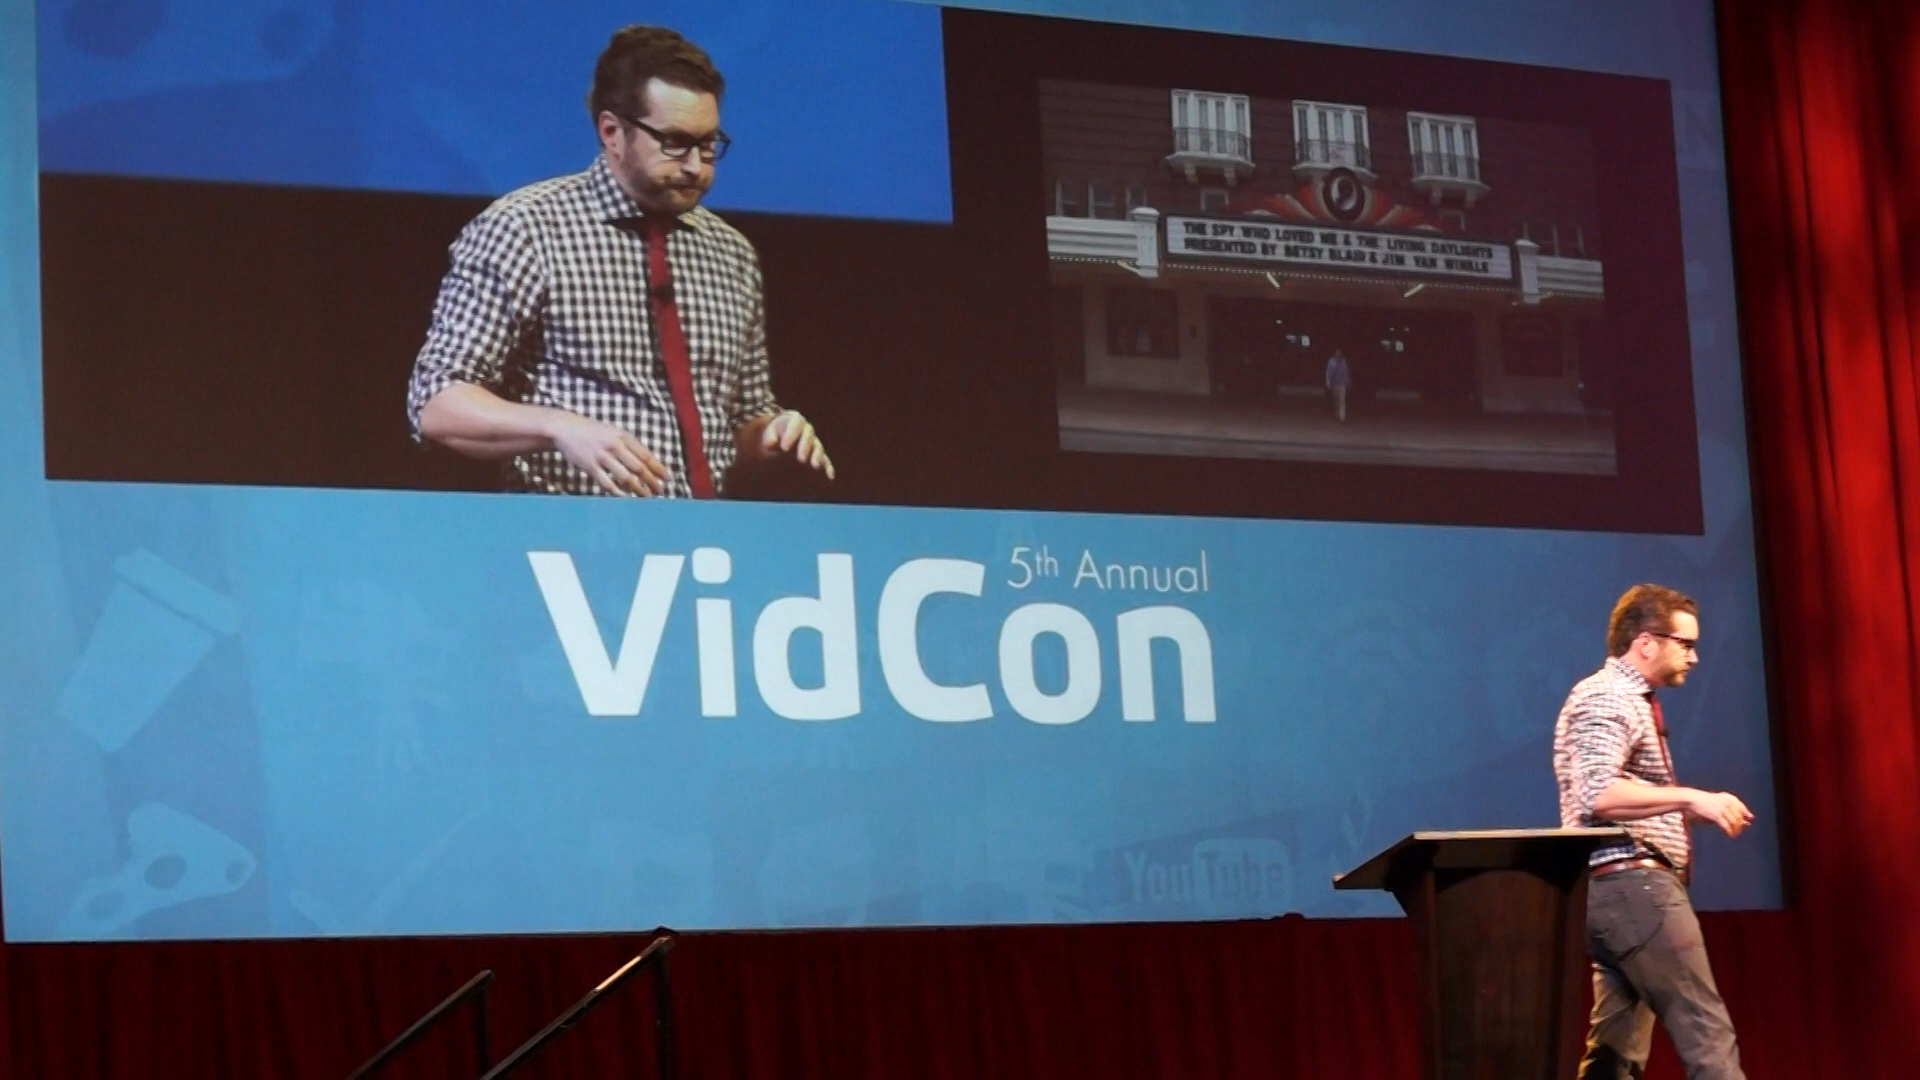 THE SPY WHO LOVED ME & THE LIVING DAYLIGHTS
PRESENTED BY BETSY BLAIR & JIM VAN WINKLE
5th Annual
VidCon
YouTube